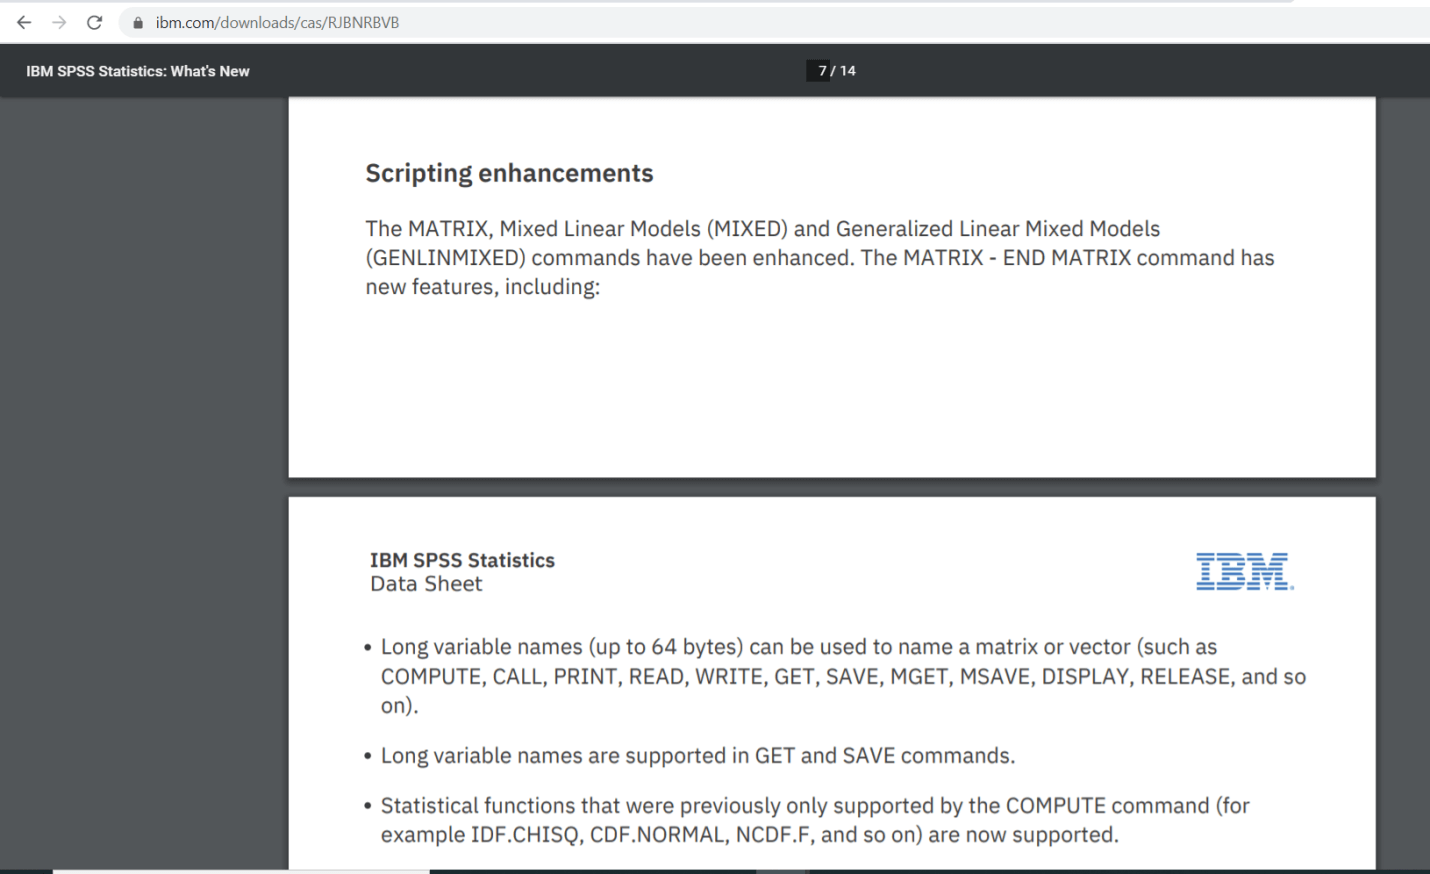 ibm.com/downloads/cas/RJBNRBVB
IBM SPSS Statistics: What's New
7 / 14
Scripting enhancements
The MATRIX, Mixed Linear Models (MIXED) and Generalized Linear Mixed Models
(GENLINMIXED) commands have been enhanced. The MATRIX - END MATRIX command has
new features, including:
IBM SPSS Statistics
Data Sheet
IBM®
• Long variable names (up to 64 bytes) can be used to name a matrix or vector (such as
COMPUTE, CALL, PRINT, READ, WRITE, GET, SAVE, MGET, MSAVE, DISPLAY, RELEASE, and so
on).
• Long variable names are supported in GET and SAVE commands.
• Statistical functions that were previously only supported by the COMPUTE command (for
example IDF.CHISQ, CDF.NORMAL, NCDF.F, and so on) are now supported.